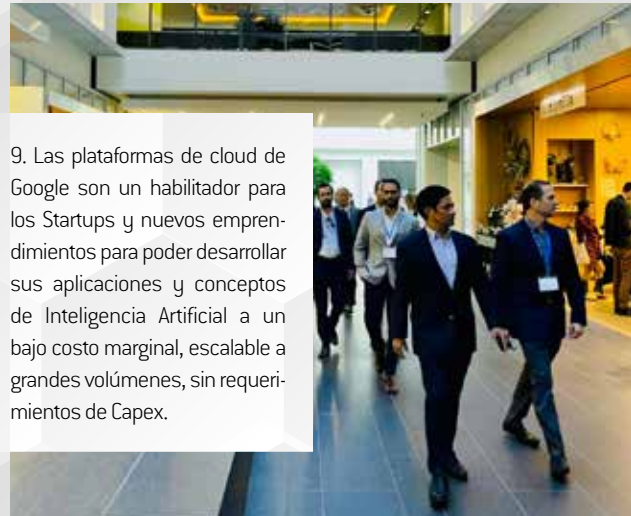 9. Las plataformas de cloud de
Google son un habilitador para
los Startups y nuevos empren-
dimientos para poder desarrollar
sus aplicaciones y conceptos
de Inteligencia Artificial a un
bajo costo marginal, escalable a
grandes volúmenes, sin requeri-
mientos de Capex.